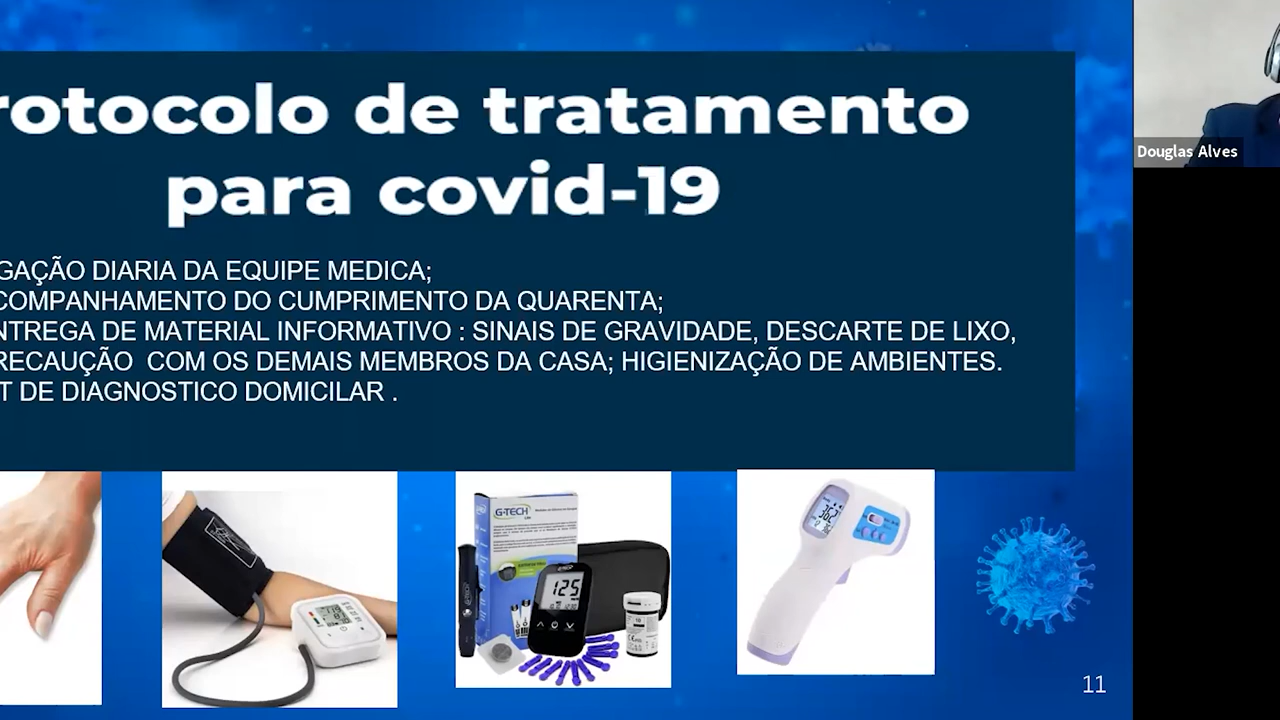 rotocolo de tratamento
para covid-19
GAÇÃO DIARIA DA EQUIPE MEDICA;
COMPANHAMENTO DO CUMPRIMENTO DA QUARENTA;
NTREGA DE MATERIAL INFORMATIVO : SINAIS DE GRAVIDADE, DESCARTE DE LIXO,
RECAUÇÃO COM OS DEMAIS MEMBROS DA CASA; HIGIENIZAÇÃO DE AMBIENTES.
T DE DIAGNOSTICO DOMICILAR .
Douglas Alves
G-TECH
125
11